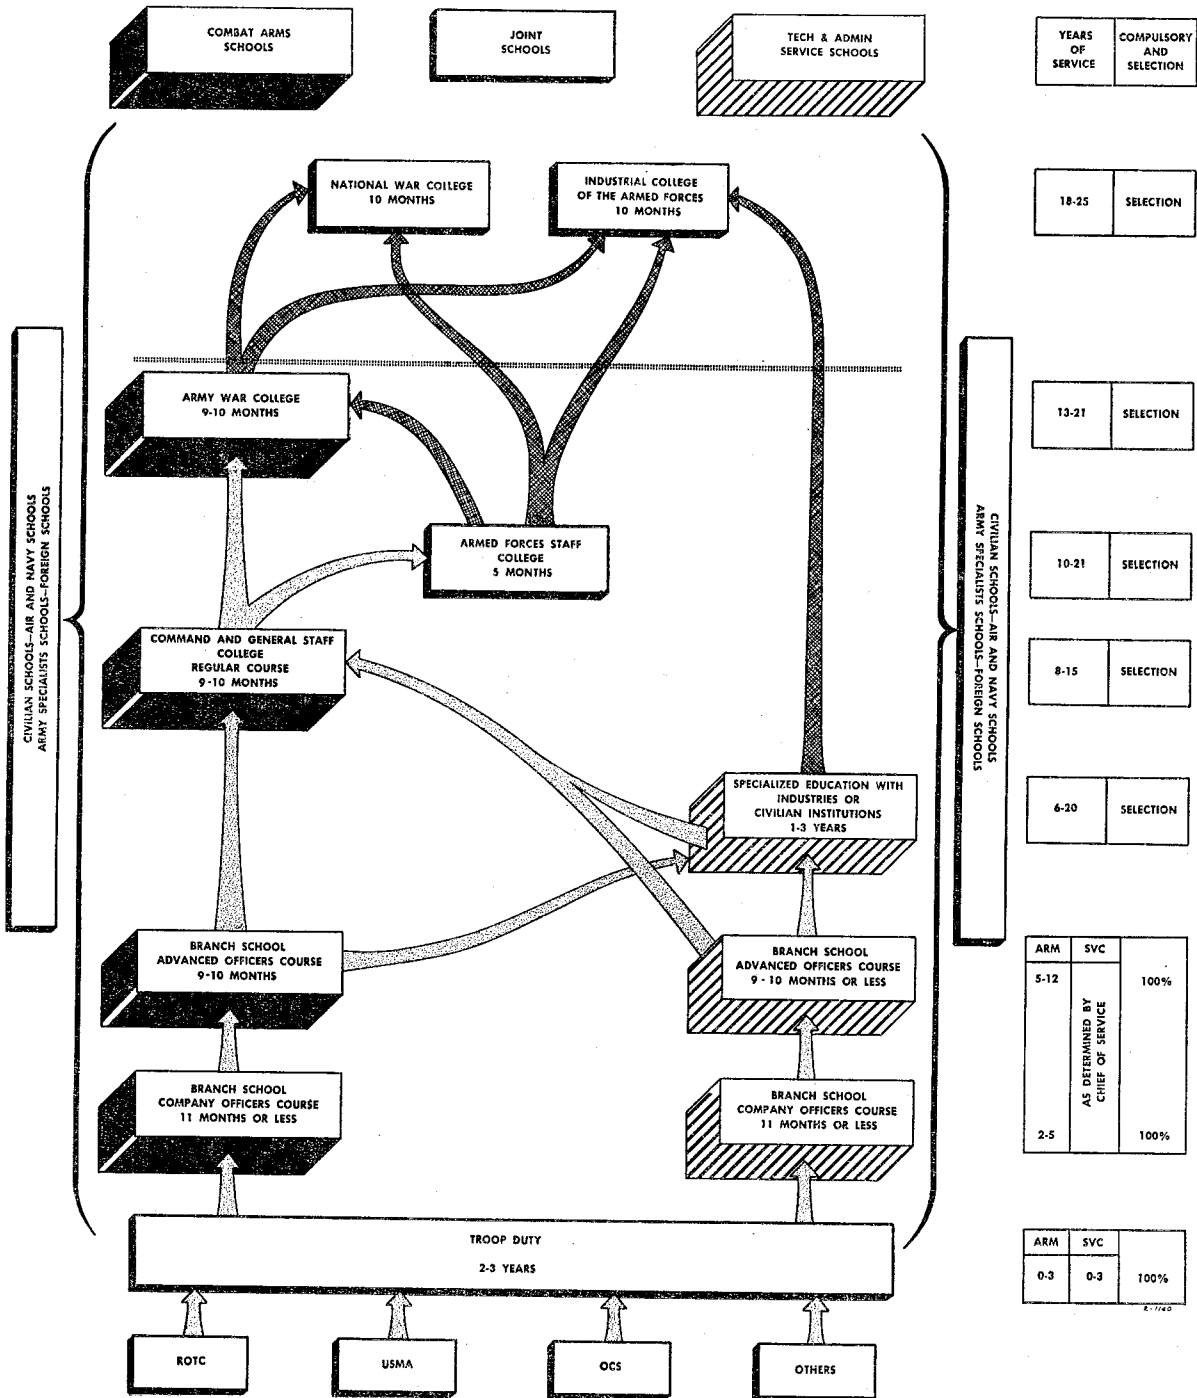 COMBAT ARMS
SCHOOLS
JOINT
SCHOOLS
TECH & ADMIN
SERVICE SCHOOLS
YEARS
OF
SERVICE
COMPULSORY
AND
SELECTION
NATIONAL WAR COLLEGE
10 MONTHS
INDUSTRIAL COLLEGE
OF THE ARMED FORCES
10 MONTHS
18-25
SELECTION
ARMY WAR COLLEGE
9-10 MONTHS
13-21
SELECTION
ARMED FORCES STAFF
COLLEGE
5 MONTHS
10-21
SELECTION
COMMAND AND GENERAL STAFF
COLLEGE
REGULAR COURSE
9-10 MONTHS
8-15
SELECTION
CIVILIAN SCHOOLS—AIR AND NAVY SCHOOLS
ARMY SPECIALISTS SCHOOLS—FOREIGN SCHOOLS
CIVILIAN SCHOOLS—AIR AND NAVY SCHOOLS
ARMY SPECIALISTS SCHOOLS—FOREIGN SCHOOLS
SPECIALIZED EDUCATION WITH
INDUSTRIES OR
CIVILIAN INSTITUTIONS
1-3 YEARS
6-20
SELECTION
BRANCH SCHOOL
ADVANCED OFFICERS COURSE
9-10 MONTHS
BRANCH SCHOOL
ADVANCED OFFICERS COURSE
9 - 10 MONTHS OR LESS
ARM
SVC
5-12
100%
AS DETERMINED BY
CHIEF OF SERVICE
2-5
100%
BRANCH SCHOOL
COMPANY OFFICERS COURSE
11 MONTHS OR LESS
BRANCH SCHOOL
COMPANY OFFICERS COURSE
11 MONTHS OR LESS
TROOP DUTY
2-3 YEARS
ARM
SVC
0-3
0-3
100%
R-1140
ROTC
USMA
OCS
OTHERS